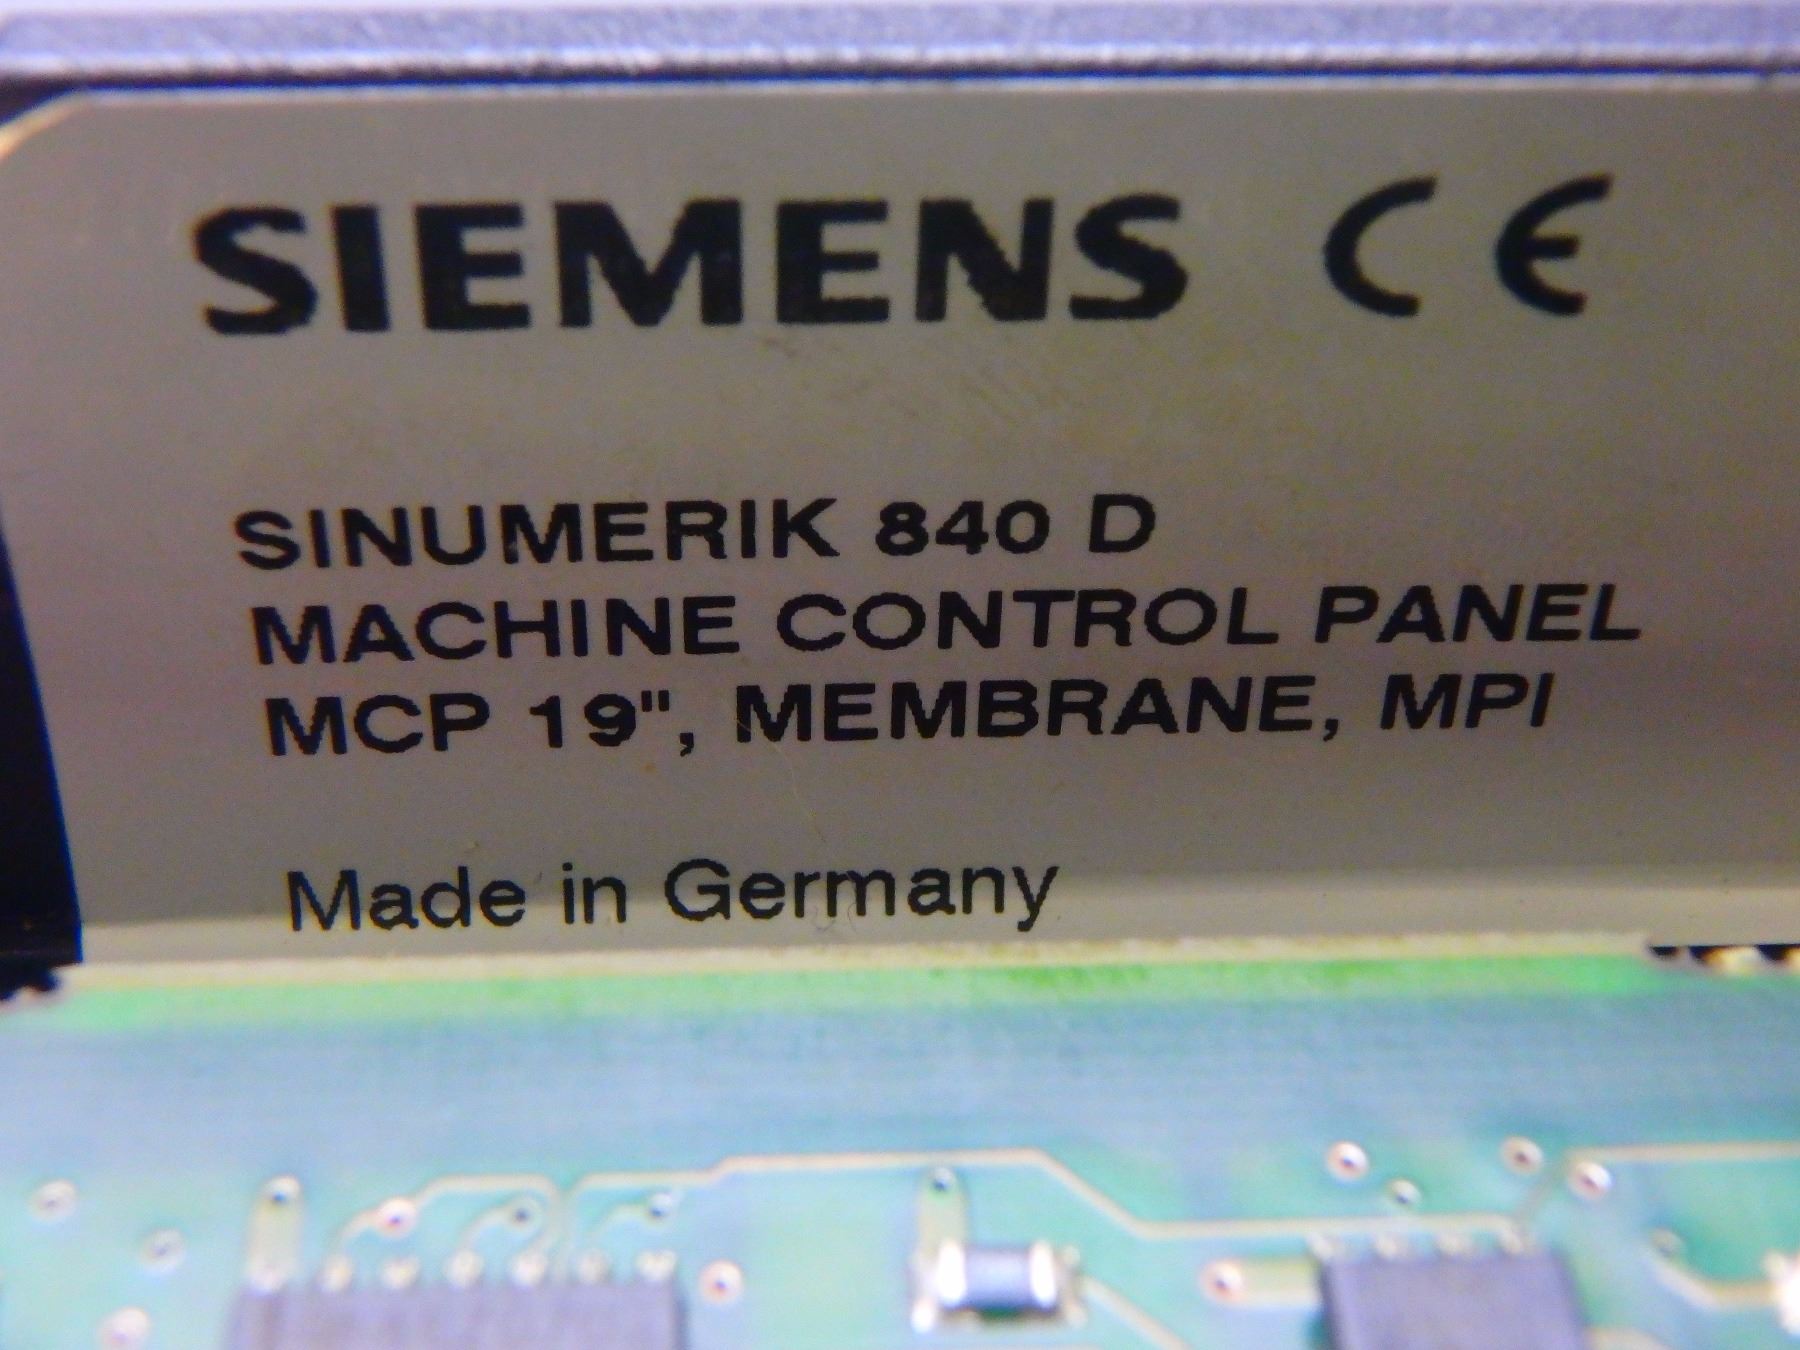 SIEMENS CE
SINUMERIK 840 D
MACHINE CONTROL PANEL
MCP 19", MEMBRANE, MPI
Made in Germany